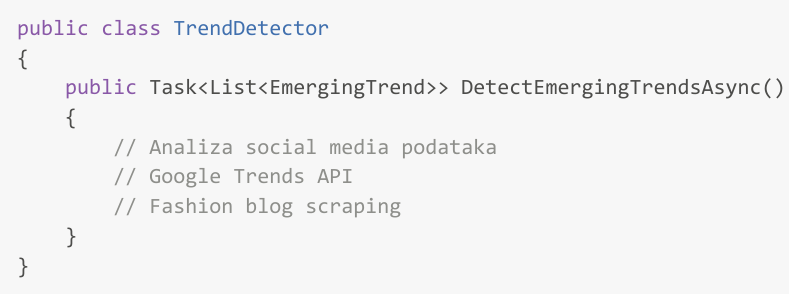 public class TrendDetector
{
    public Task<List<EmergingTrend>> DetectEmergingTrendsAsync()
    {
        // Analiza social media podataka
        // Google Trends API
        // Fashion blog scraping
    }
}